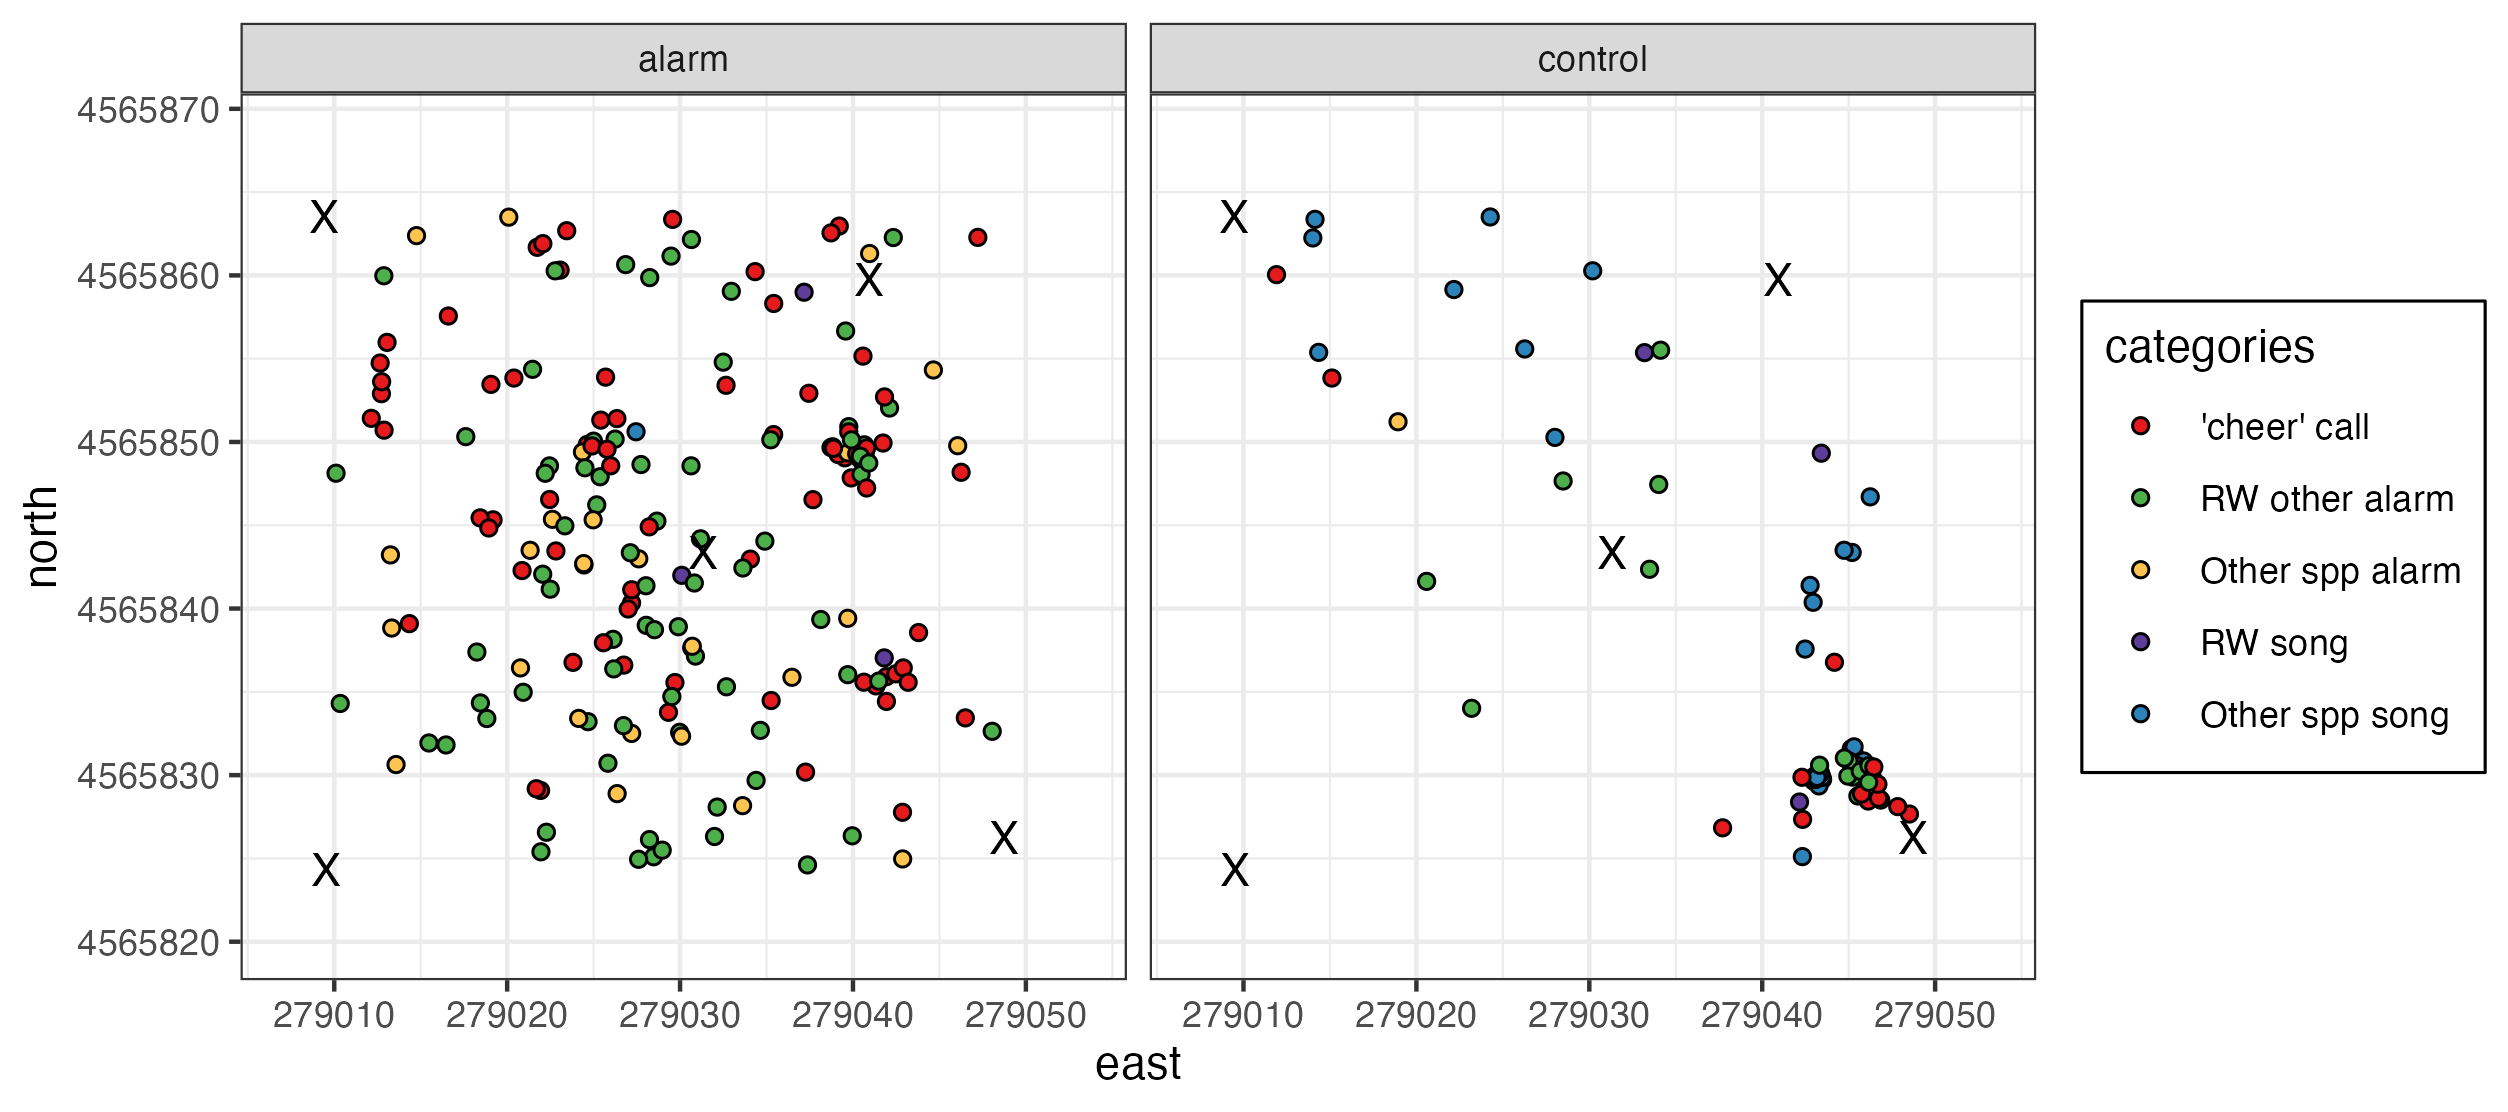 alarm
control
4565870
4565860
4565850
4565840
4565830
4565820
north
X
X
X
X
X
X
X
X
X
X
279010
279020
279030
279040
279050
279010
279020
279030
279040
279050
east
categories
'cheer' call
RW other alarm
Other spp alarm
RW song
Other spp song